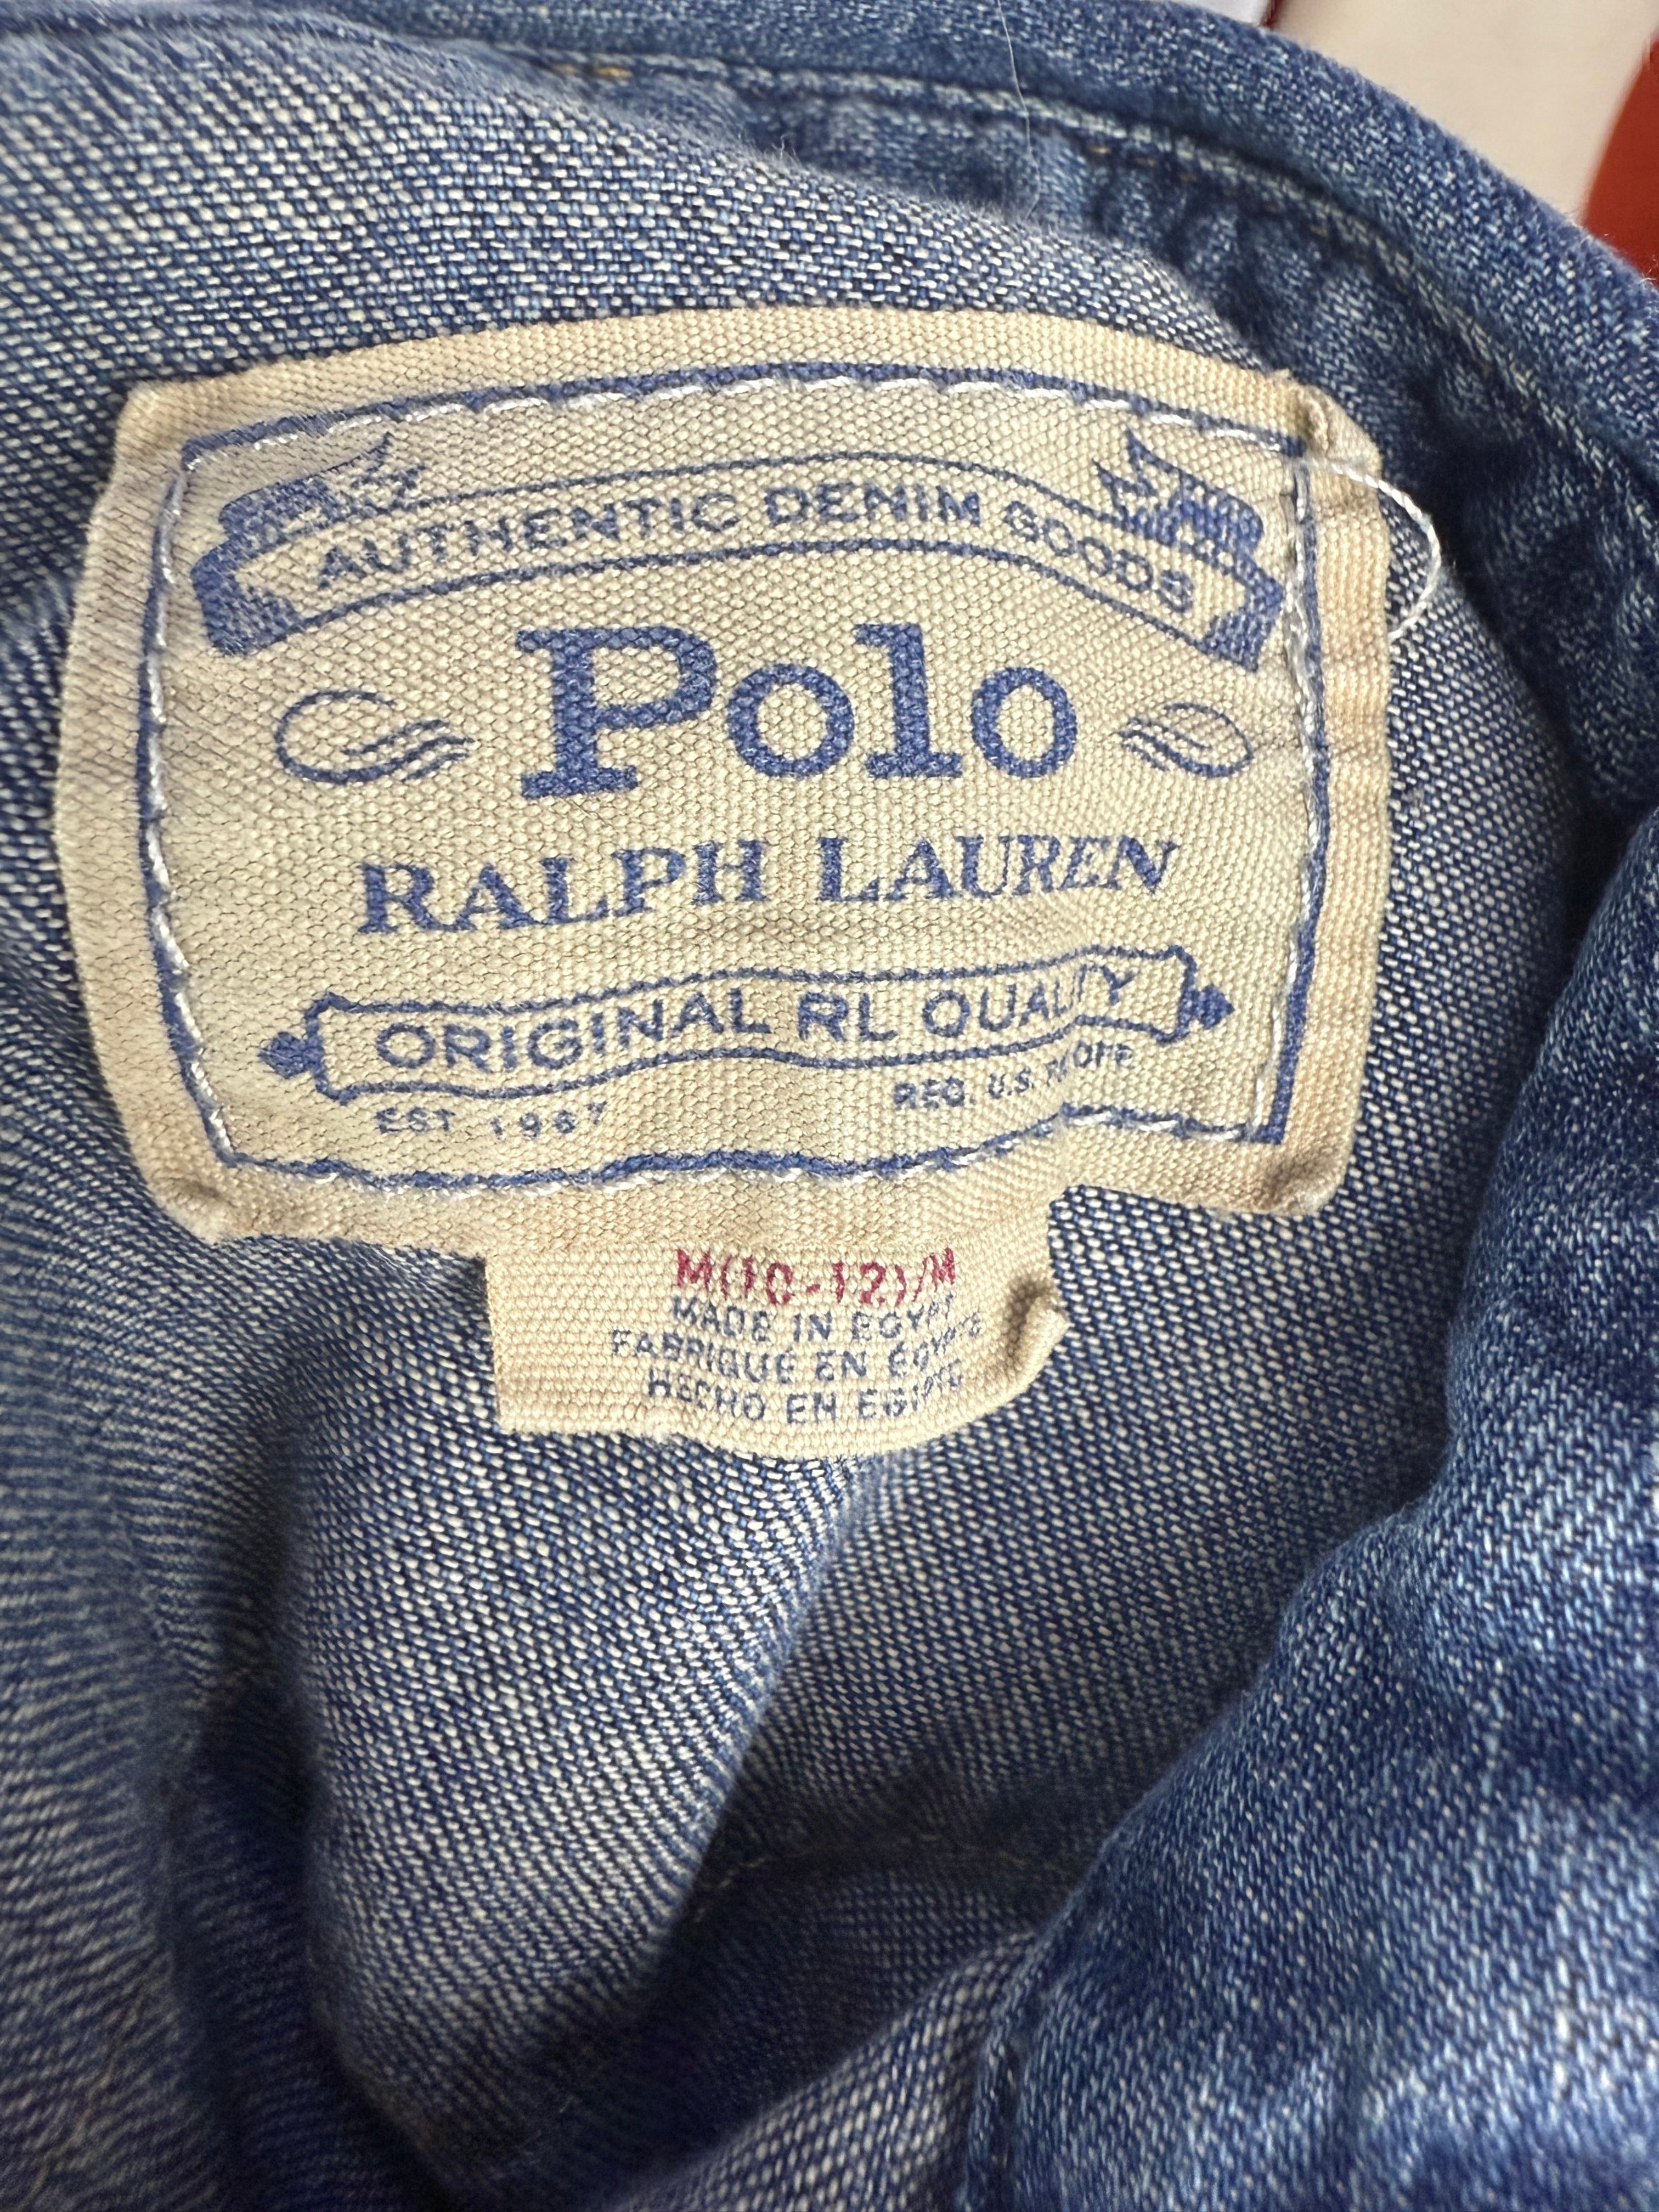 AUTHENTIC DENIM GOODS
Polo
RALPH LAUREN
ORIGINAL RL QUALITY
EST 1967
REG. U.S. OFF
M(10-12)/M
MADE IN EGYPT
FABRIQUÉ EN ÉGYPTE
HECHO EN EGIPTO